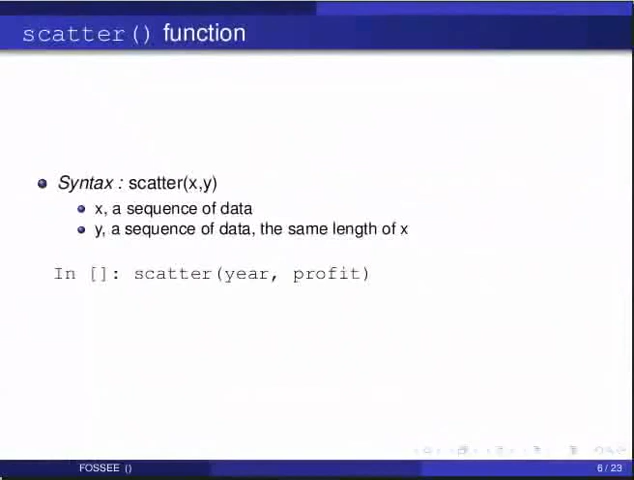 scatter() function
Syntax : scatter(x,y)
x, a sequence of data
y, a sequence of data, the same length of x
In []: scatter(year, profit)
FOSSEE ()
6 / 23